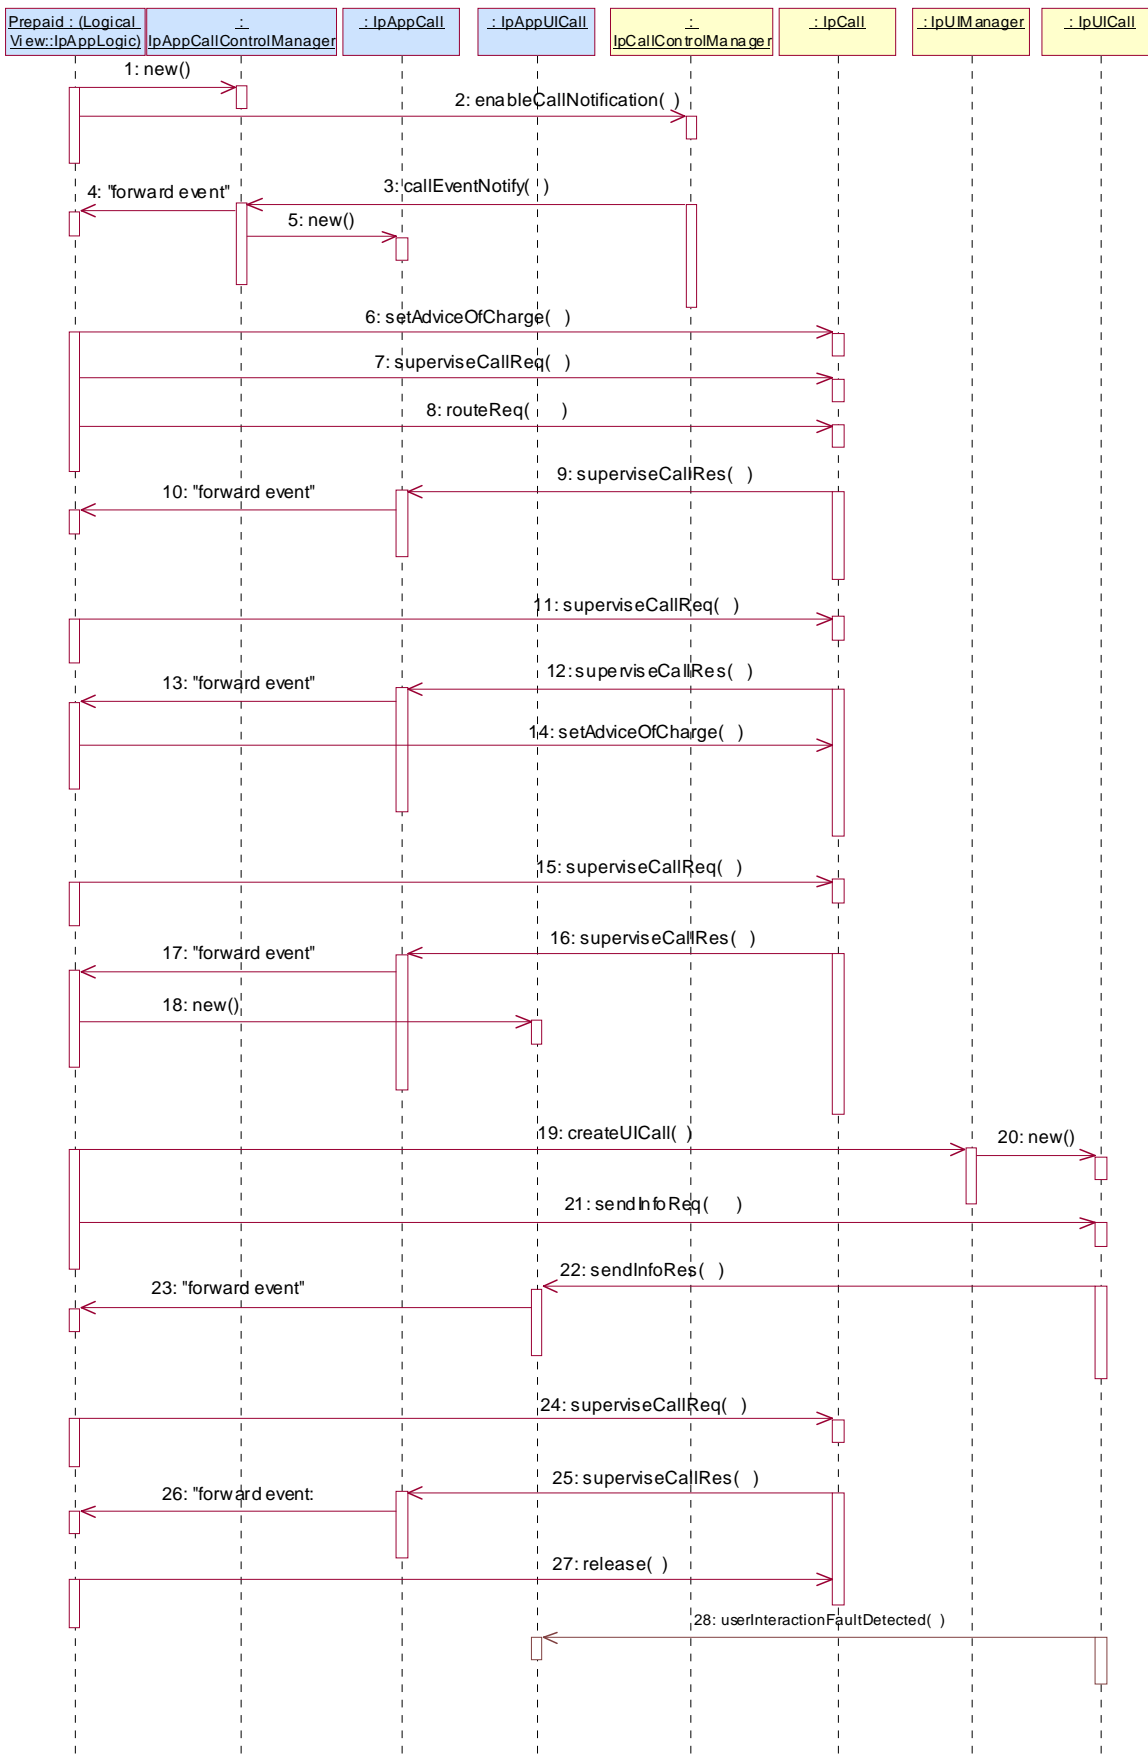 Prepaid : (Logical
View::IpAppLogic)
:
IpAppCallControlManager
: IpAppCall
: IpAppUICall
:
IpCallControlManager
: IpCall
: IpUIManager
: IpUICall
1: new()
2: enableCallNotification( )
3: callEventNotify( )
4: "forward event"
5: new()
6: setAdviceOfCharge( )
7: superviseCallReq( )
8: routeReq( )
9: superviseCallRes( )
10: "forward event"
11: superviseCallReq( )
12: superviseCallRes( )
13: "forward event"
14: setAdviceOfCharge( )
15: superviseCallReq( )
16: superviseCallRes( )
17: "forward event"
18: new()
19: createUICall( )
20: new()
21: sendInfoReq( )
22: sendInfoRes( )
23: "forward event"
24: superviseCallReq( )
25: superviseCallRes( )
26: "forward event:
27: release( )
28: userInteractionFaultDetected( )